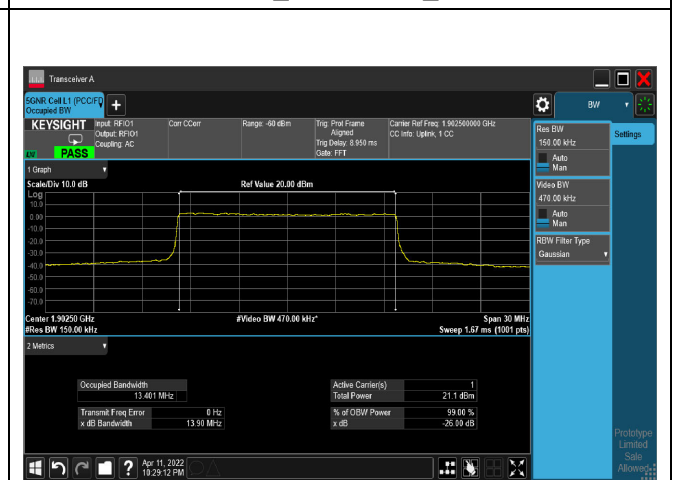 Transceiver A
5GNR Cell L1 (PCC/FD
Occupied BW
BW
KEYSIGHT
Input: RFIO1
Output: RFIO1
Coupling: AC
Corr CCorr
Range: -60 dBm
Trig: Prot Frame
Aligned
Trig Delay: 8.950 ms
Gate: FFT
Carrier Ref Freq: 1.902500000 GHz
CC Info: Uplink, 1 CC
PASS
Res BW
150.00 kHz
Auto
Man
Settings
Video BW
470.00 kHz
Auto
Man
RBW Filter Type
Gaussian
1 Graph
Scale/Div 10.0 dB
Ref Value 20.00 dBm
Log
10.0
0.00
-10.0
-20.0
-30.0
-40.0
-50.0
-60.0
-70.0
Center 1.90250 GHz
#Video BW 470.00 kHz*
Span 30 MHz
#Res BW 150.00 kHz
Sweep 1.67 ms (1001 pts)
2 Metrics
Occupied Bandwidth
13.401 MHz
Active Carrier(s) 1
Total Power 21.1 dBm
Transmit Freq Error 0 Hz
x dB Bandwidth 13.90 MHz
% of OBW Power 99.00 %
x dB -26.00 dB
Prototype
Limited
Sale
Allowed
Apr 11, 2022
10:29:12 PM